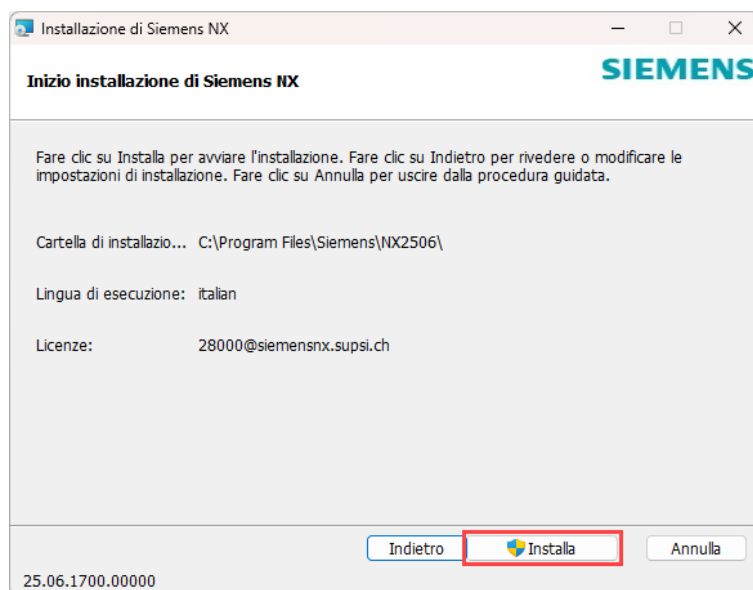 Installazione di Siemens NX
SIEMENS
Inizio installazione di Siemens NX
Fare clic su Installa per avviare l'installazione. Fare clic su Indietro per rivedere o modificare le
impostazioni di installazione. Fare clic su Annulla per uscire dalla procedura guidata.
Cartella di installazio... C:\Program Files\Siemens\NX2506\
Lingua di esecuzione: italian
Licenze: 28000@siemensnx.supsi.ch
Indietro Installa Annulla
25.06.1700.00000